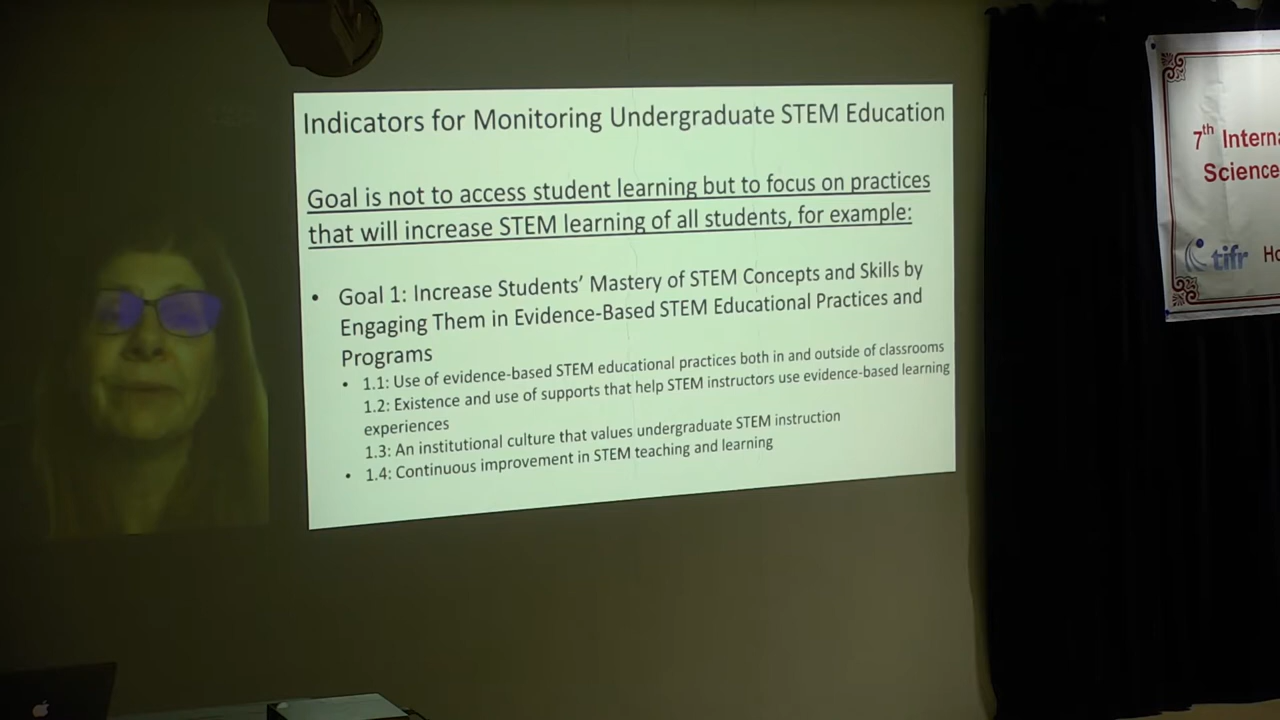 Indicators for Monitoring Undergraduate STEM Education
Goal is not to access student learning but to focus on practices
that will increase STEM learning of all students, for example:
• Goal 1: Increase Students’ Mastery of STEM Concepts and Skills by
Engaging Them in Evidence-Based STEM Educational Practices and
Programs
• 1.1: Use of evidence-based STEM educational practices both in and outside of classrooms
1.2: Existence and use of supports that help STEM instructors use evidence-based learning
experiences
1.3: An institutional culture that values undergraduate STEM instruction
• 1.4: Continuous improvement in STEM teaching and learning
7th
Science
tifr